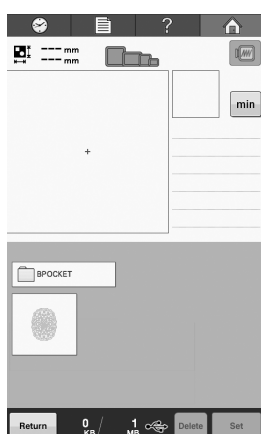 ?
--- mm
--- mm
min
BPOCKET
Return 0 KB / 1 MB Delete Set